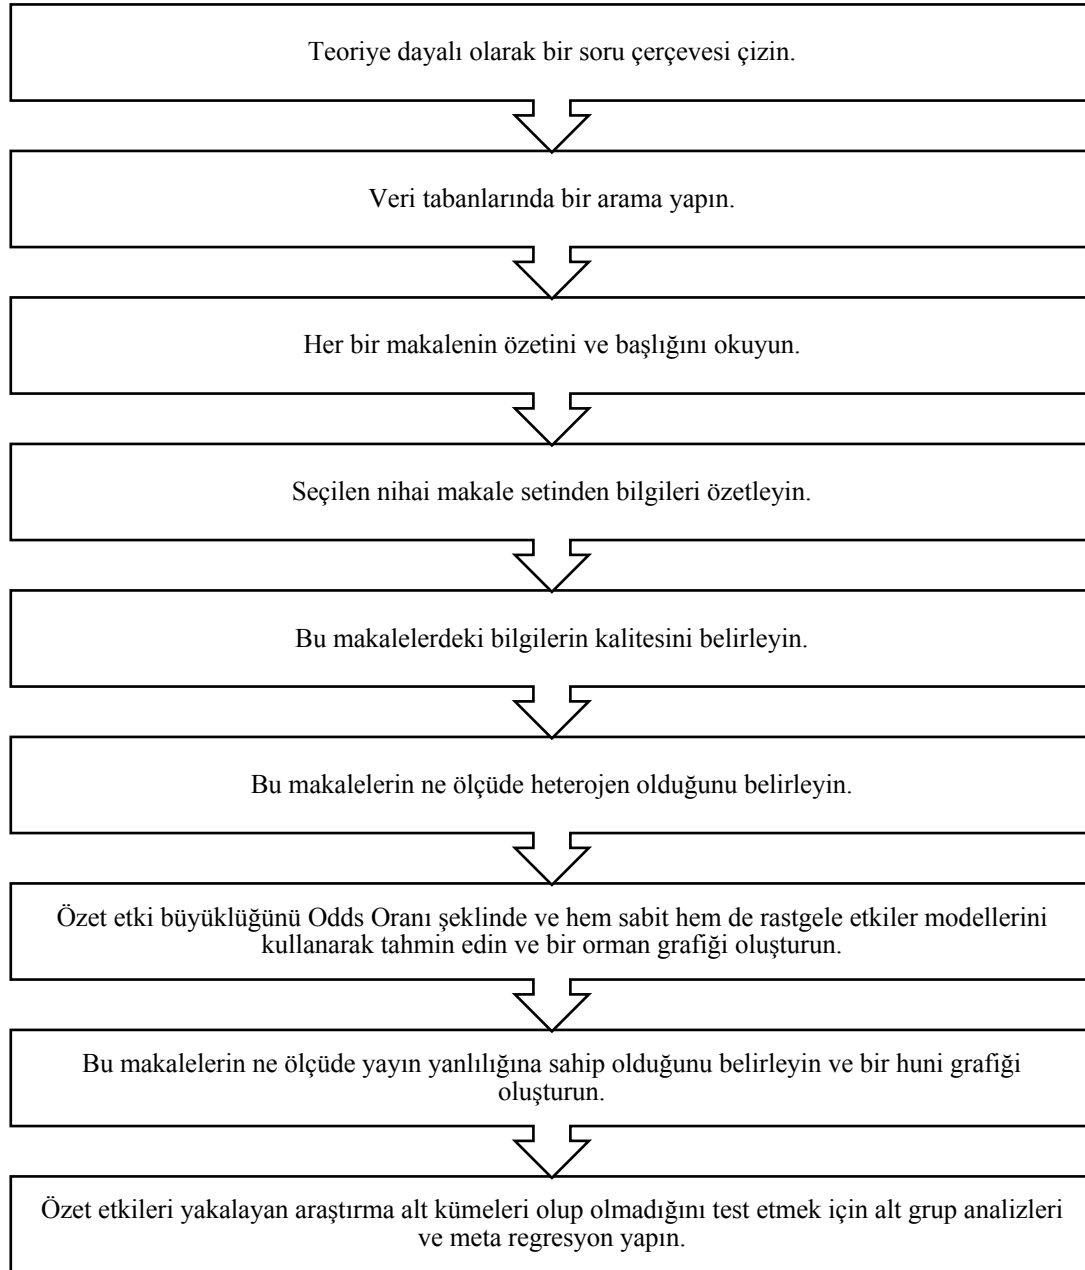 Teoriye dayalı olarak bir soru çerçevesi çizin.
Veri tabanlarında bir arama yapın.
Her bir makalenin özetini ve başlığını okuyun.
Seçilen nihai makale setinden bilgileri özetleyin.
Bu makalelerdeki bilgilerin kalitesini belirleyin.
Bu makalelerin ne ölçüde heterojen olduğunu belirleyin.
Özet etki büyüklüğünü Odds Oranı şeklinde ve hem sabit hem de rastgele etkiler modellerini
kullanarak tahmin edin ve bir orman grafiği oluşturun.
Bu makalelerin ne ölçüde yayın yanlılığına sahip olduğunu belirleyin ve bir huni grafiği
oluşturun.
Özet etkileri yakalayan araştırma alt kümeleri olup olmadığını test etmek için alt grup analizleri
ve meta regresyon yapın.